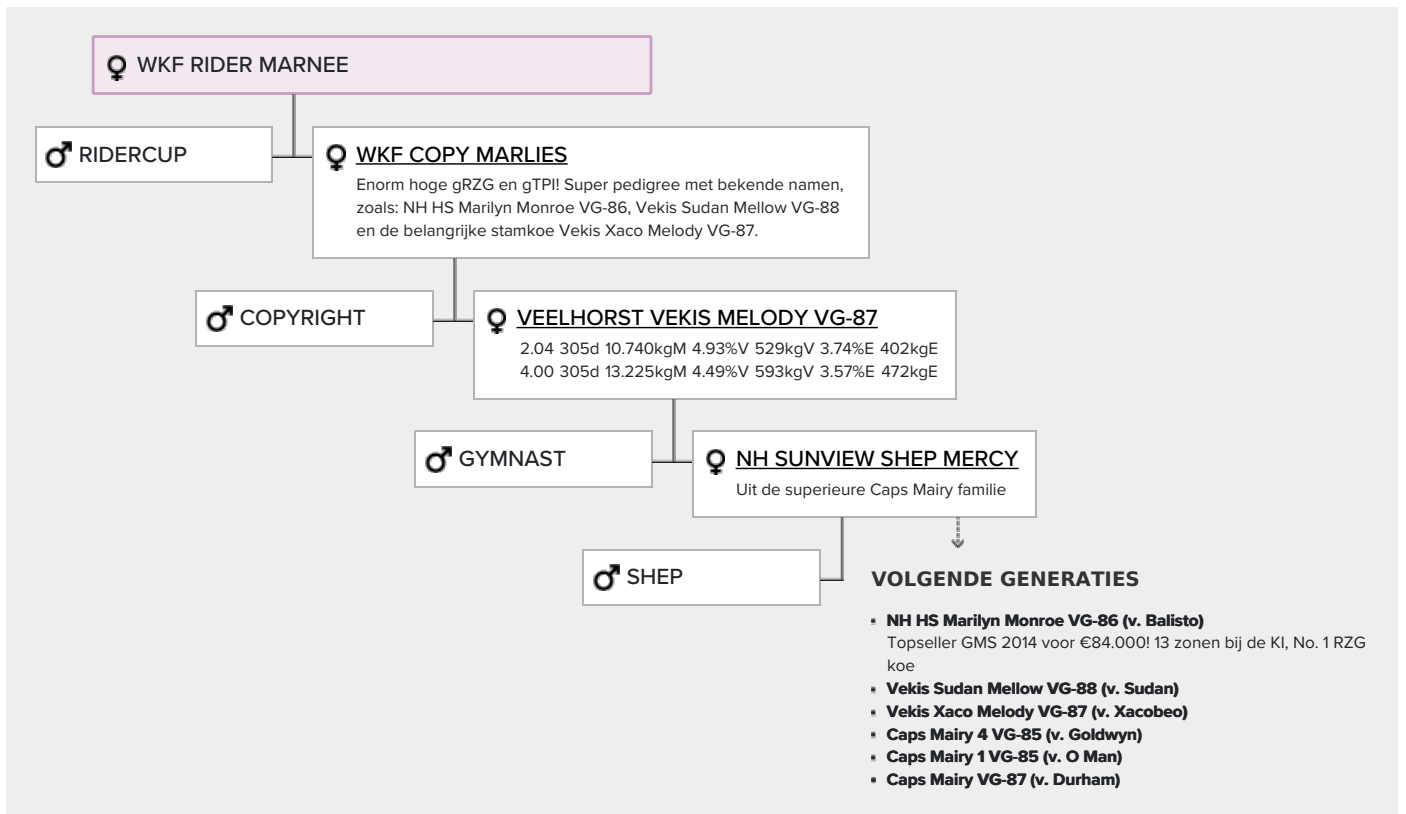 WKF RIDER MARNEE
RIDERCUP
WKF COPY MARLIES
Enorm hoge gRZG en gTPI! Super pedigree met bekende namen,
zoals: NH HS Marilyn Monroe VG-86, Vekis Sudan Mellow VG-88
en de belangrijke stamkoe Vekis Xaco Melody VG-87.
COPYRIGHT
VEELHORST VEKIS MELODY VG-87
2.04 305d 10.740kgM 4.93%V 529kgV 3.74%E 402kgE
4.00 305d 13.225kgM 4.49%V 593kgV 3.57%E 472kgE
GYMNAST
NH SUNVIEW SHEP MERCY
Uit de superieure Caps Mairy familie
SHEP
VOLGENDE GENERATIES
NH HS Marilyn Monroe VG-86 (v. Balisto)
Topseller GMS 2014 voor €84.000! 13 zonen bij de KI, No. 1 RZG
koe
Vekis Sudan Mellow VG-88 (v. Sudan)
Vekis Xaco Melody VG-87 (v. Xacobeo)
Caps Mairy 4 VG-85 (v. Goldwyn)
Caps Mairy 1 VG-85 (v. O Man)
Caps Mairy VG-87 (v. Durham)